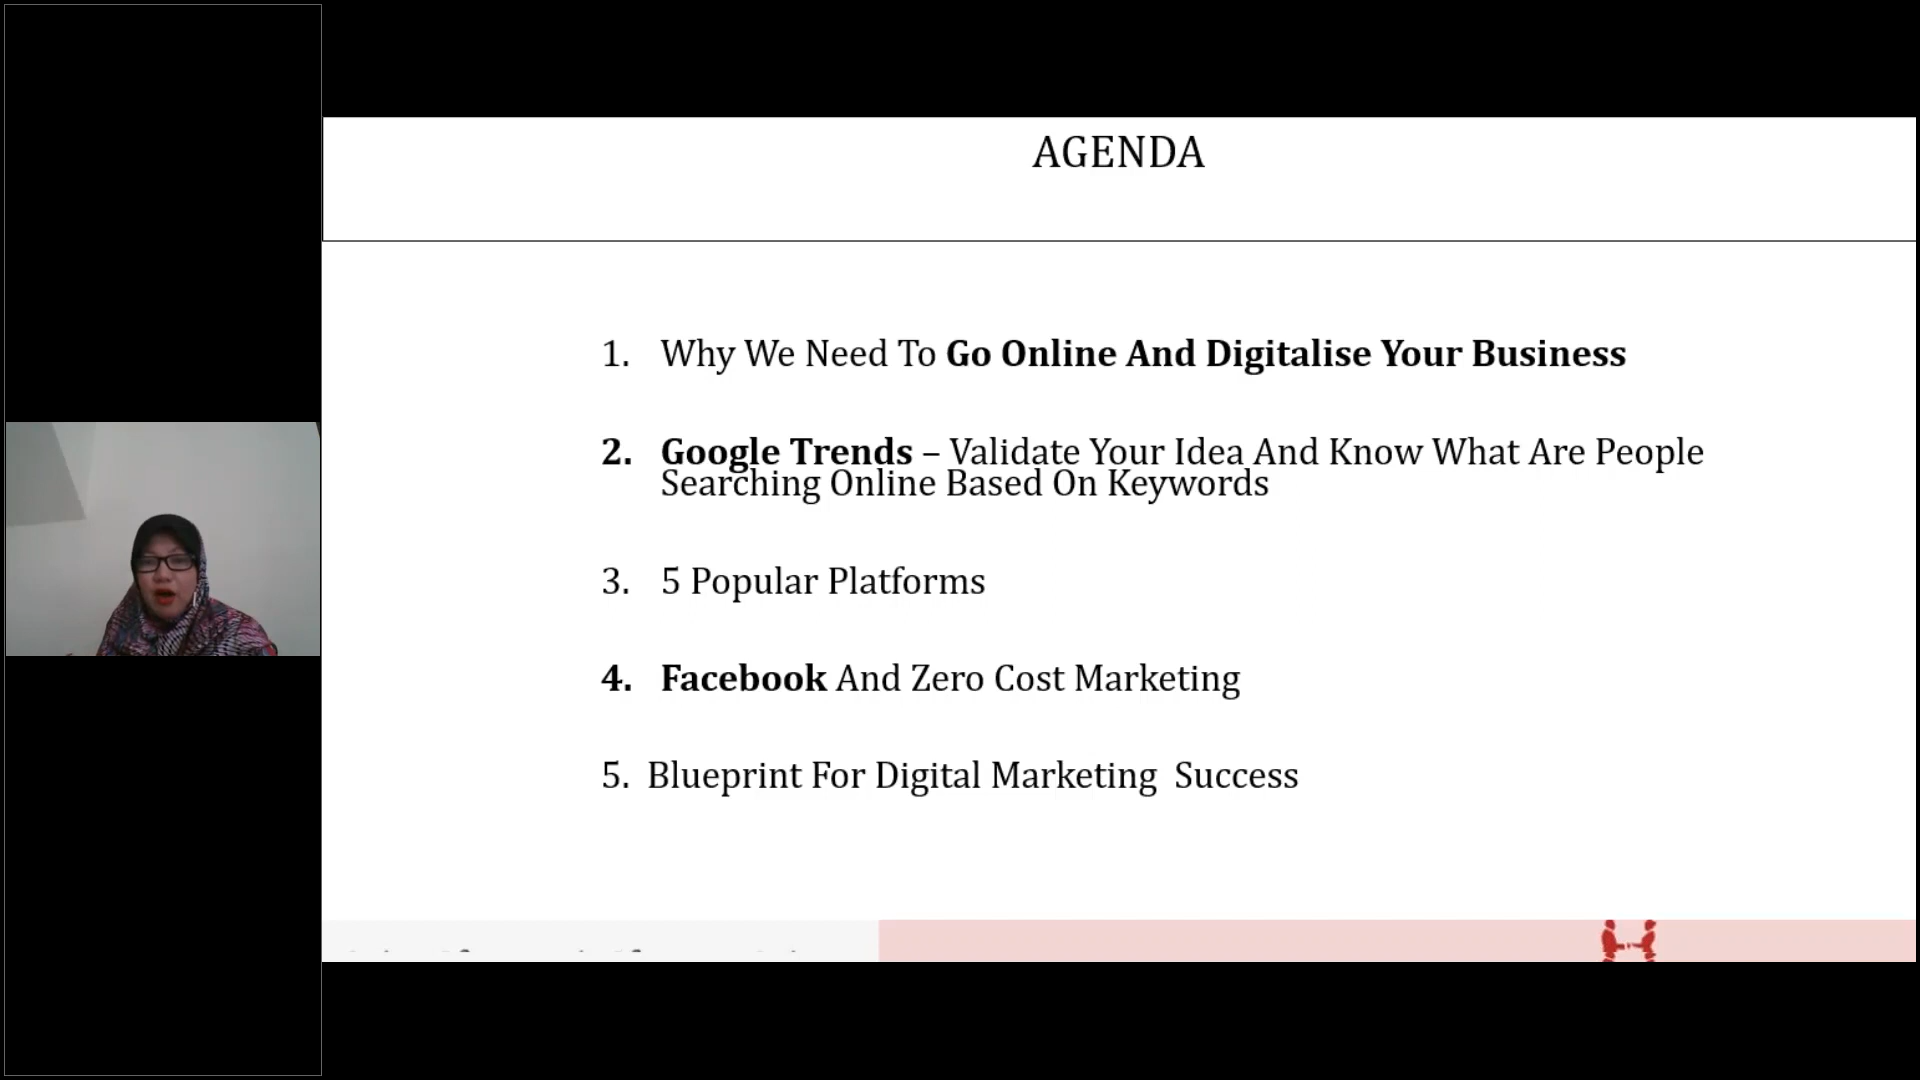 AGENDA
1. Why We Need To Go Online And Digitalise Your Business
2. Google Trends – Validate Your Idea And Know What Are People
Searching Online Based On Keywords
3. 5 Popular Platforms
4. Facebook And Zero Cost Marketing
5. Blueprint For Digital Marketing  Success